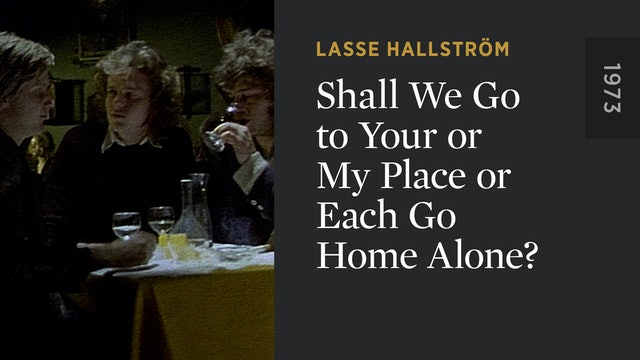 LASSE HALLSTRÖM
Shall We Go
to Your or
My Place or
Each Go
Home Alone?
1973